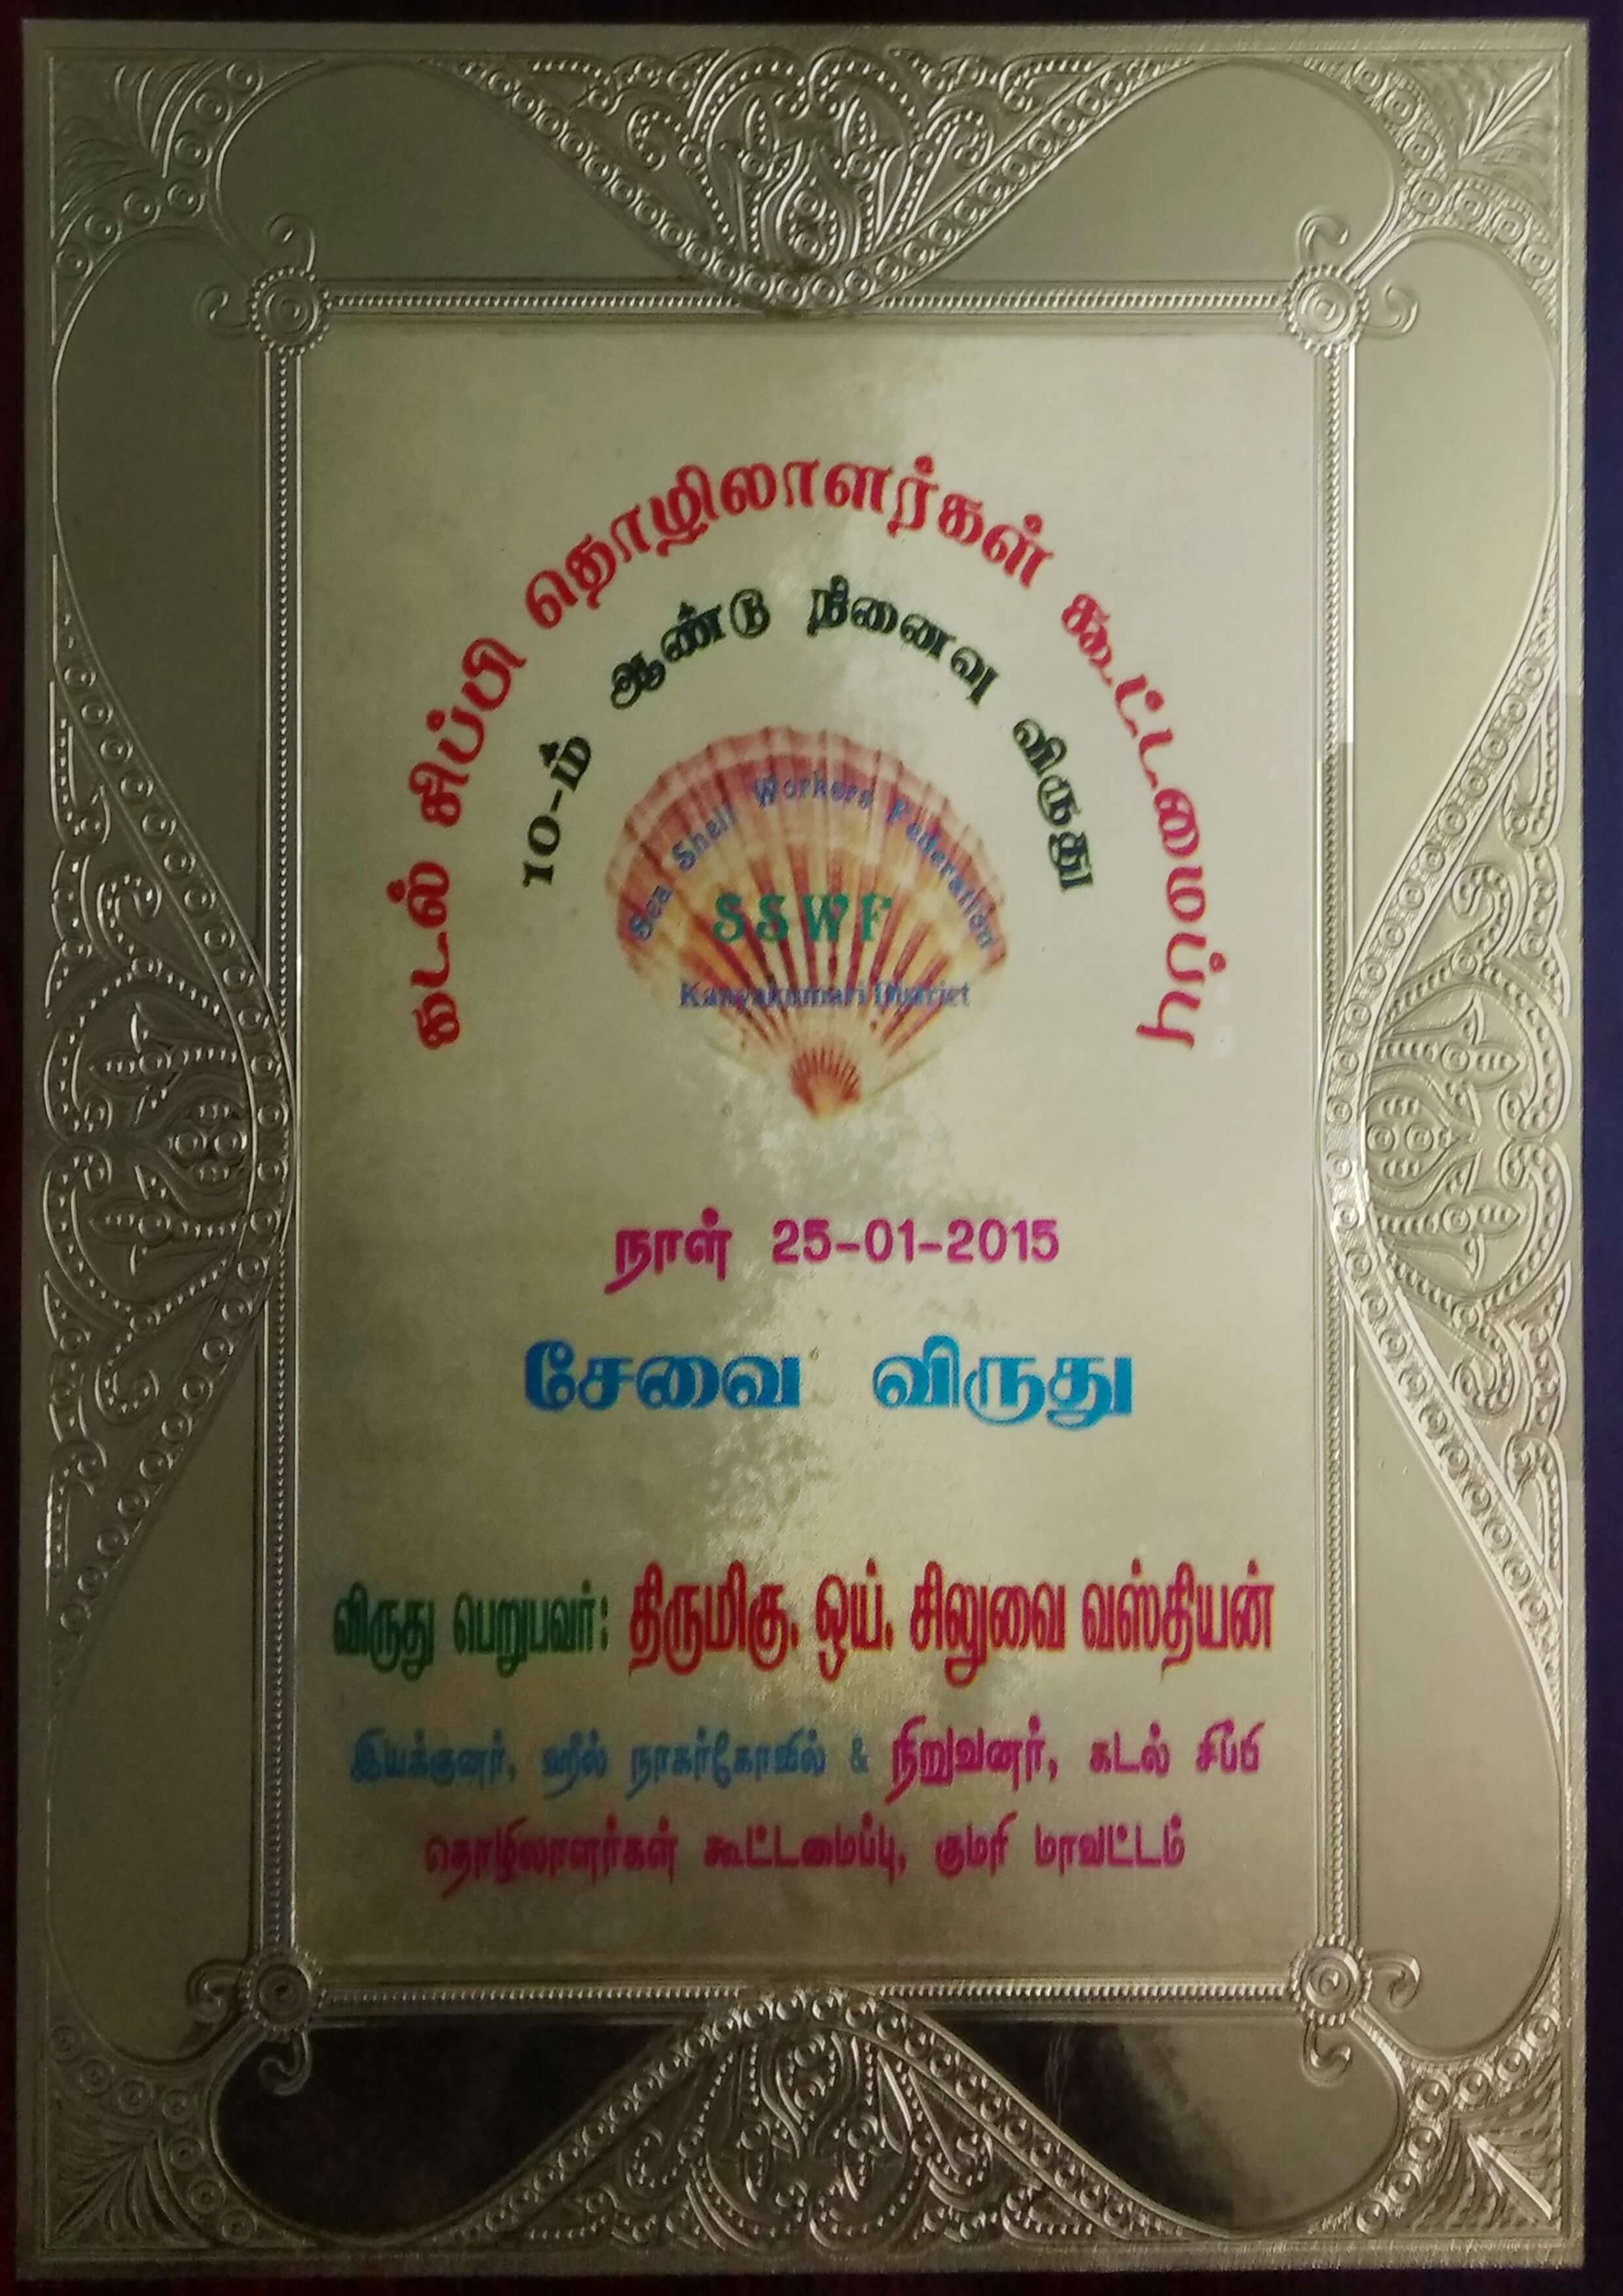 கடல் சிப்பி தொழிலாளர்கள் கூட்டமைப்பு
10-ம் ஆண்டு நினைவு விருது
Sea Shell Workers Federation
SSWF
Kanyakumari District
நாள் 25-01-2015
சேவை விருது
விருது பெறுபவர்: திருமிகு. ஒய். சிலுவை வஸ்தியன்
இயக்குனர், ஹீல் நாகர்கோவில் & நிறுவனர், கடல் சிப்பி
தொழிலாளர்கள் கூட்டமைப்பு, குமரி மாவட்டம்